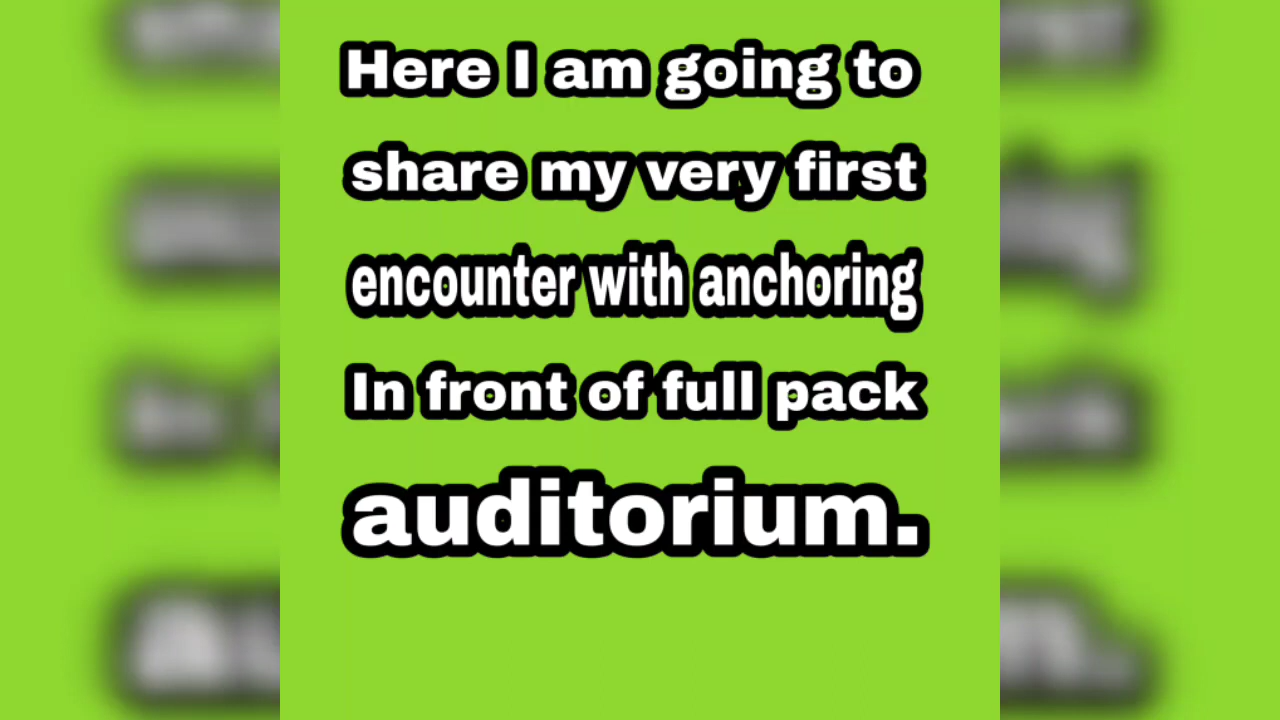 Here I am going to
share my very first
encounter with anchoring
In front of full pack
auditorium.